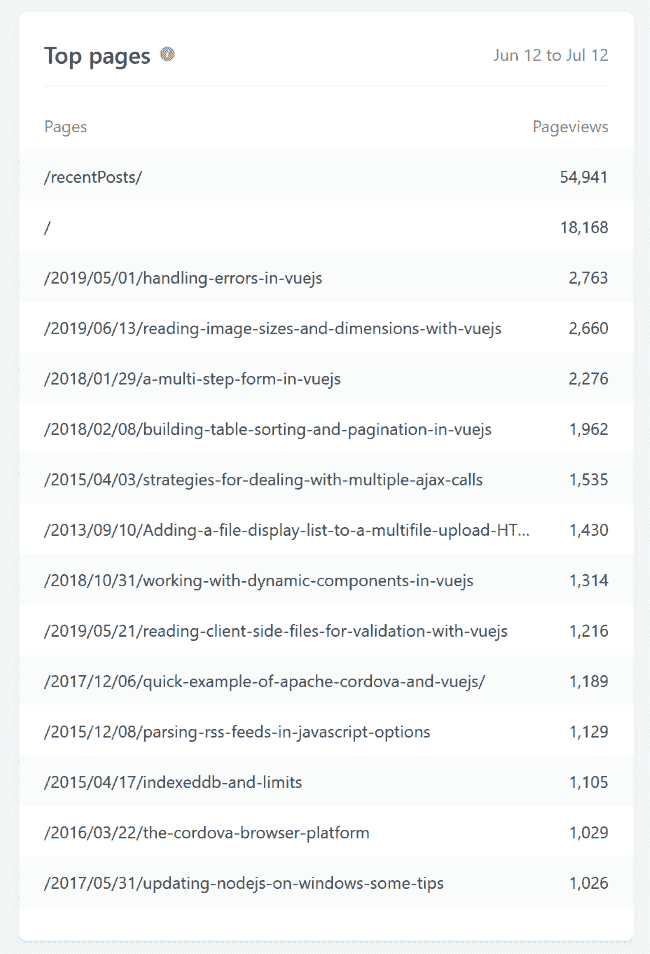 Top pages Jun 12 to Jul 12
Pages Pageviews
/recentPosts/ 54,941
/ 18,168
/2019/05/01/handling-errors-in-vuejs 2,763
/2019/06/13/reading-image-sizes-and-dimensions-with-vuejs 2,660
/2018/01/29/a-multi-step-form-in-vuejs 2,276
/2018/02/08/building-table-sorting-and-pagination-in-vuejs 1,962
/2015/04/03/strategies-for-dealing-with-multiple-ajax-calls 1,535
/2013/09/10/Adding-a-file-display-list-to-a-multifile-upload-HT... 1,430
/2018/10/31/working-with-dynamic-components-in-vuejs 1,314
/2019/05/21/reading-client-side-files-for-validation-with-vuejs 1,216
/2017/12/06/quick-example-of-apache-cordova-and-vuejs/ 1,189
/2015/12/08/parsing-rss-feeds-in-javascript-options 1,129
/2015/04/17/indexeddb-and-limits 1,105
/2016/03/22/the-cordova-browser-platform 1,029
/2017/05/31/updating-nodejs-on-windows-some-tips 1,026